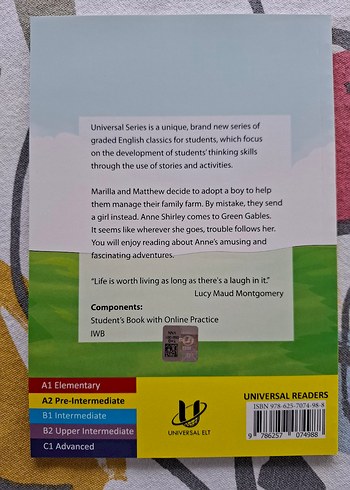 Universal Series is a unique, brand new series of
graded English classics for students, which focus
on the development of students' thinking skills
through the use of stories and activities.
Marilla and Matthew decide to adopt a boy to help
them manage their family farm. By mistake, they send
a girl instead. Anne Shirley comes to Green Gables.
It seems like wherever she goes, trouble follows her.
You will enjoy reading about Anne's amusing and
fascinating adventures.
"Life is worth living as long as there's a laugh in it."
Lucy Maud Montgomery
Components:
Student's Book with Online Practice
IWB
A1 Elementary
A2 Pre-Intermediate
B1 Intermediate
B2 Upper Intermediate
C1 Advanced
UNIVERSAL ELT
UNIVERSAL READERS
ISBN 978-625-7074-98-8
9 786257 074988